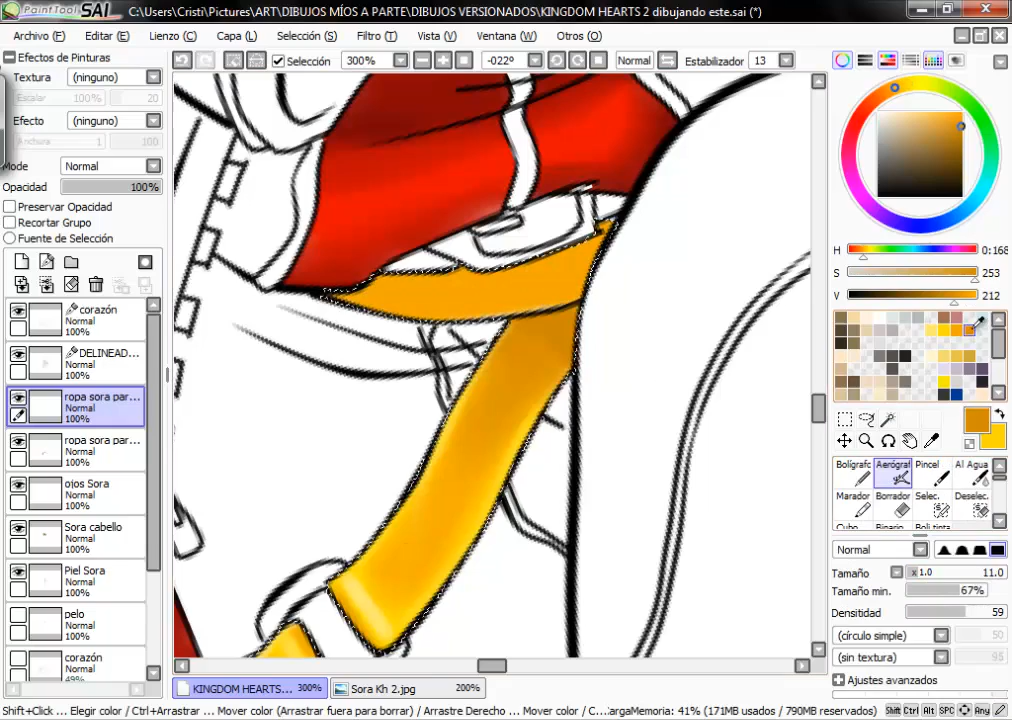 PaintTool SAI C:\Users\Cristi\Pictures\ART\DIBUJOS MÍOS A PARTE\DIBUJOS VERSIONADOS\KINGDOM HEARTS 2 dibujando este.sai (*)
Archivo (F) Editar (E) Lienzo (C) Capa (L) Selección (S) Filtro (T) Vista (V) Ventana (W) Otros (O)
Efectos de Pinturas Selección 300% -022º Normal Estabilizador 13
Textura (ninguno)
Escalar 100% 20
Efecto (ninguno)
Anchura 1 100
Mode Normal
Opacidad 100%
Preservar Opacidad
Recortar Grupo
Fuente de Selección
corazón
Normal
100%
DELINEAD...
Normal
100%
ropa sora par...
Normal
100%
ropa sora par...
Normal
100%
ojos Sora
Normal
100%
Sora cabello
Normal
100%
Piel Sora
Normal
100%
pelo
Normal
100%
corazón
Normal
49%
H 0:168
S 253
V 212
Bolígrafc Aerógraf Pincel Al Agua
Marador Borrador Selec. Deselec.
Cubo Binario Boli tinta
Normal
Tamaño x 1.0 11.0
Tamaño min. 67%
Densitidad 59
(círculo simple) 50
(sin textura) 95
Ajustes avanzados
KINGDOM HEARTS... 300% Sora Kh 2.jpg 200%
Shift+Click ... Elegir color / Ctrl+Arrastrar ... Mover color (Arrastrar fuera para borrar) / Arrastre Derecho ... Mover color / C...argaMemoria: 41% (171MB usados / 790MB reservados) Shift Ctrl Alt SPC Any